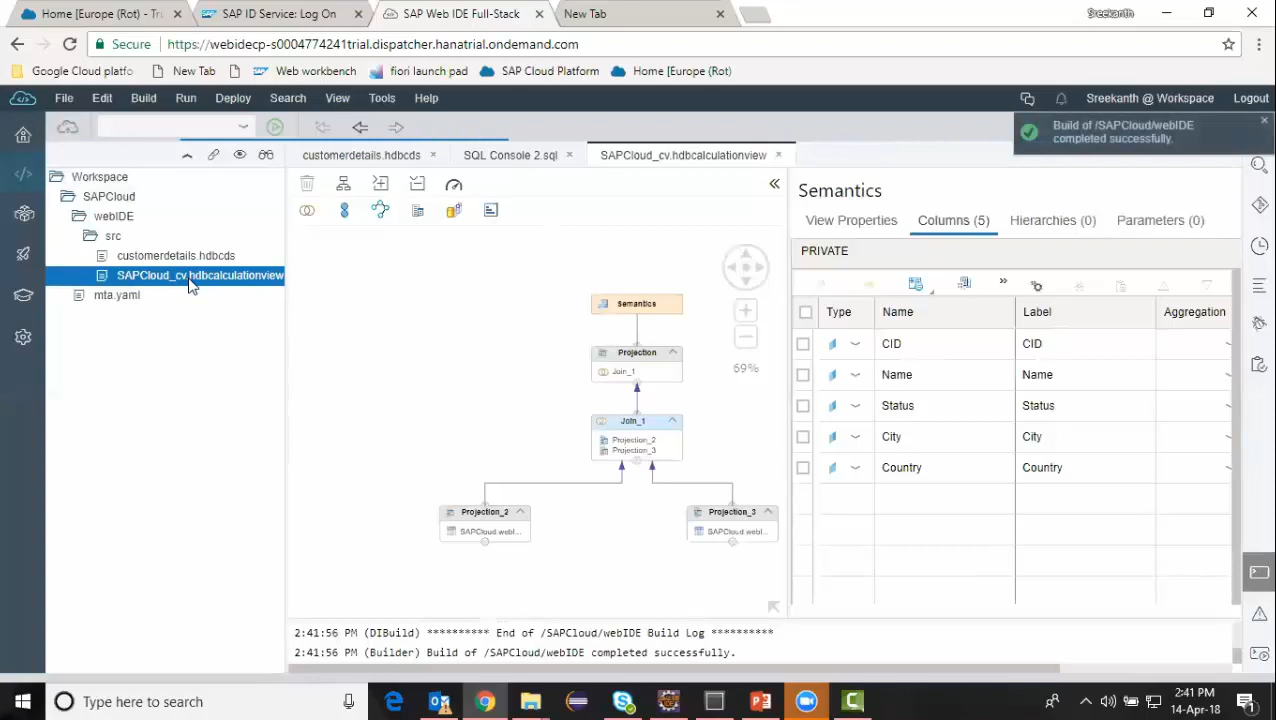 Home [Europe (Rot) - Tri
SAP ID Service: Log On
SAP Web IDE Full-Stack
New Tab
Sreekanth
Secure
https://webidecp-s0004774241trial.dispatcher.hanatrial.ondemand.com
Google Cloud platfo
New Tab
Web workbench
fiori launch pad
SAP Cloud Platform
Home [Europe (Rot)
File Edit Build Run Deploy Search View Tools Help
Sreekanth @ Workspace
Logout
Build of /SAPCloud/webIDE
completed successfully.
customerdetails.hdbcds
SQL Console 2.sql
SAPCloud_cv.hdbcalculationview
Workspace
SAPCloud
webIDE
src
customerdetails.hdbcds
SAPCloud_cv.hdbcalculationview
mta.yaml
Semantics
Projection
Join_1
Join_1
Projection_2
Projection_3
Projection_2
SAPCloud.webI...
Projection_3
SAPCloud.webI...
69%
Semantics
View Properties
Columns (5)
Hierarchies (0)
Parameters (0)
PRIVATE
Type Name Label Aggregation
CID CID
Name Name
Status Status
City City
Country Country
2:41:56 PM (DIBuild) ********** End of /SAPCloud/webIDE Build Log **********
2:41:56 PM (Builder) Build of /SAPCloud/webIDE completed successfully.
Type here to search
2:41 PM
14-Apr-18